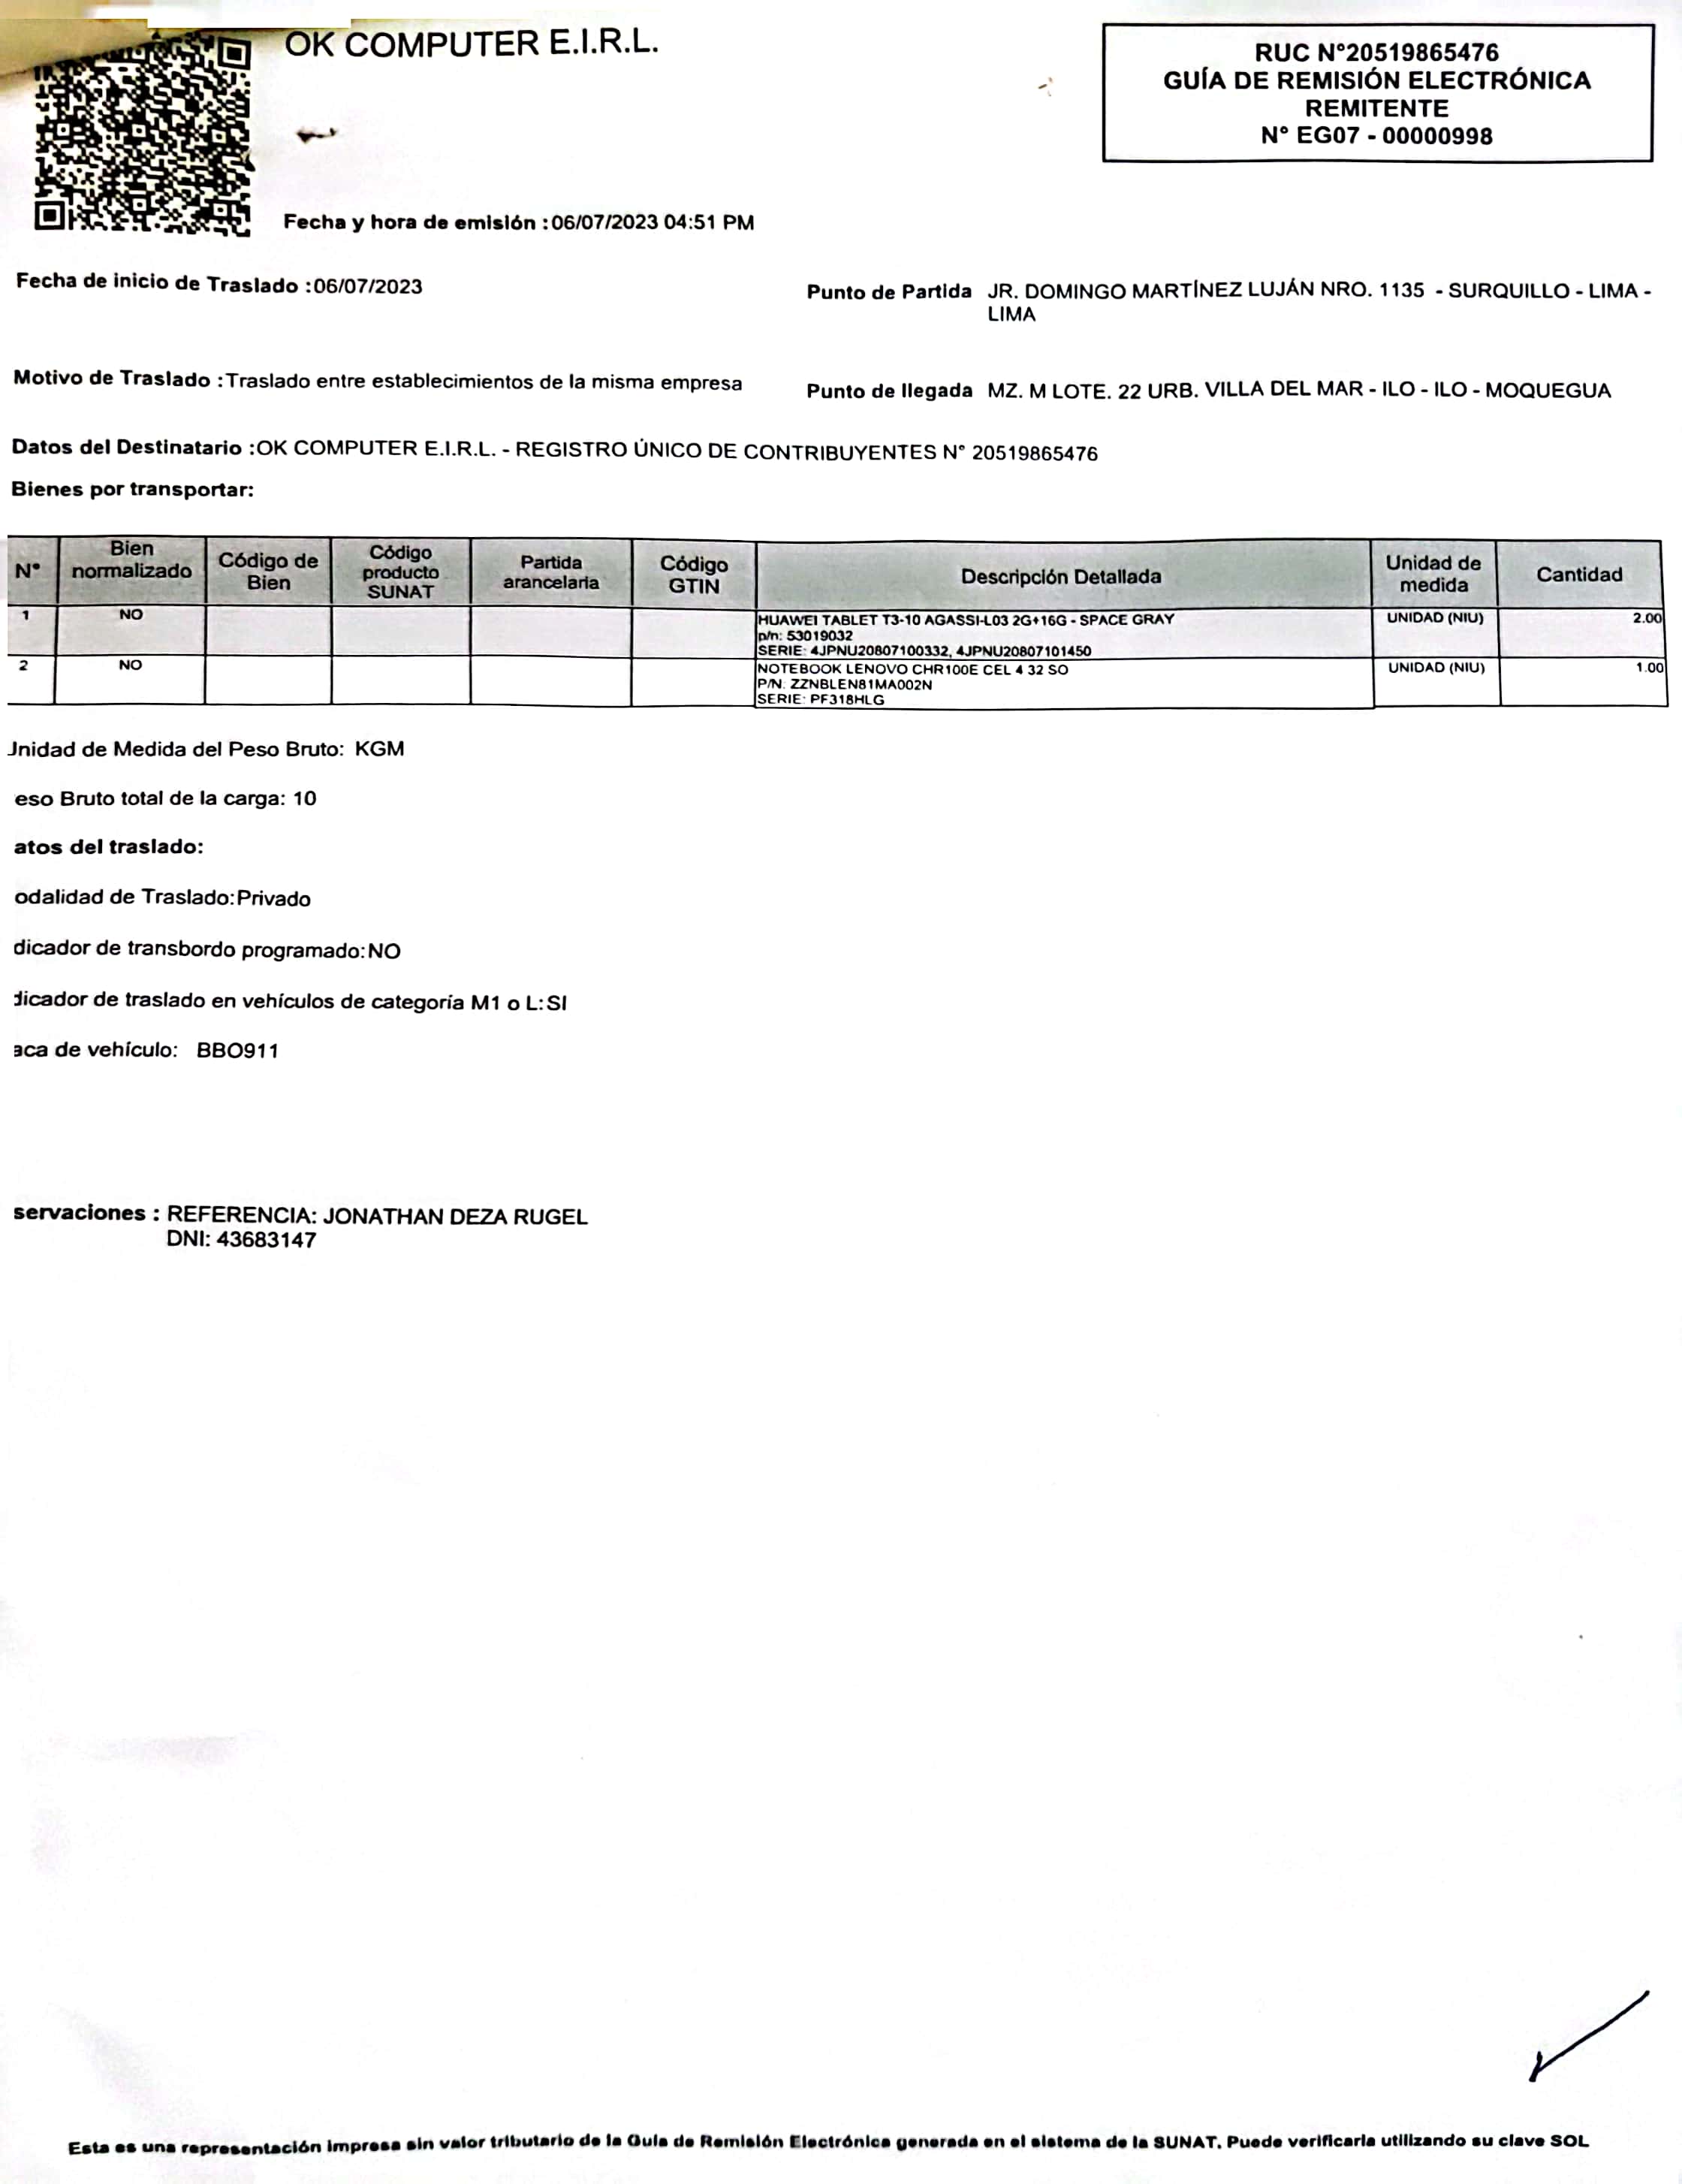 OK COMPUTER E.I.R.L.
RUC N°20519865476
GUÍA DE REMISIÓN ELECTRÓNICA
REMITENTE
N° EG07 - 00000998
Fecha y hora de emisión :06/07/2023 04:51 PM
Fecha de inicio de Traslado :06/07/2023
Punto de Partida JR. DOMINGO MARTÍNEZ LUJÁN NRO. 1135 - SURQUILLO - LIMA -
LIMA
Motivo de Traslado :Traslado entre establecimientos de la misma empresa
Punto de llegada MZ. M LOTE. 22 URB. VILLA DEL MAR - ILO - ILO - MOQUEGUA
Datos del Destinatario :OK COMPUTER E.I.R.L. - REGISTRO ÚNICO DE CONTRIBUYENTES N° 20519865476
Bienes por transportar:
N° Bien normalizado Código de Bien Código producto SUNAT Partida arancelaria Código GTIN Descripción Detallada Unidad de medida Cantidad
1 NO HUAWEI TABLET T3-10 AGASSI-L03 2G+16G - SPACE GRAY UNIDAD (NIU) 2.00
p/n: 53019032
SERIE: 4JPNU20807100332, 4JPNU20807101450
2 NO NOTEBOOK LENOVO CHR100E CEL 4 32 SO UNIDAD (NIU) 1.00
P/N: ZZNBLEN81MA002N
SERIE: PF318HLG
Jnidad de Medida del Peso Bruto: KGM
eso Bruto total de la carga: 10
atos del traslado:
odalidad de Traslado:Privado
dicador de transbordo programado:NO
dicador de traslado en vehículos de categoría M1 o L:SI
aca de vehículo: BBO911
servaciones : REFERENCIA: JONATHAN DEZA RUGEL
DNI: 43683147
Esta es una representación impresa sin valor tributario de la Guía de Remisión Electrónica generada en el sistema de la SUNAT. Puede verificarla utilizando su clave SOL